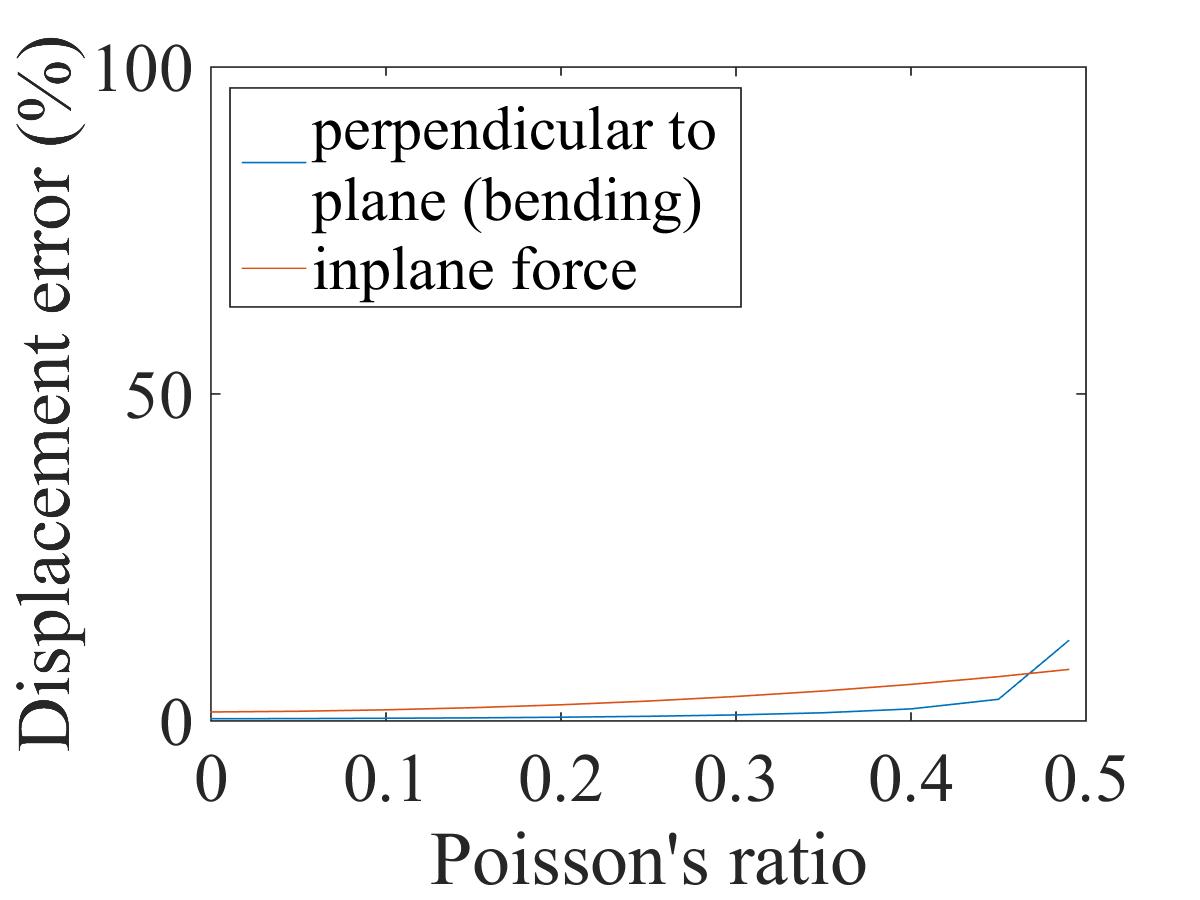 Displacement error (%)
100
50
0
perpendicular to
plane (bending)
inplane force
0 0.1 0.2 0.3 0.4 0.5
Poisson's ratio